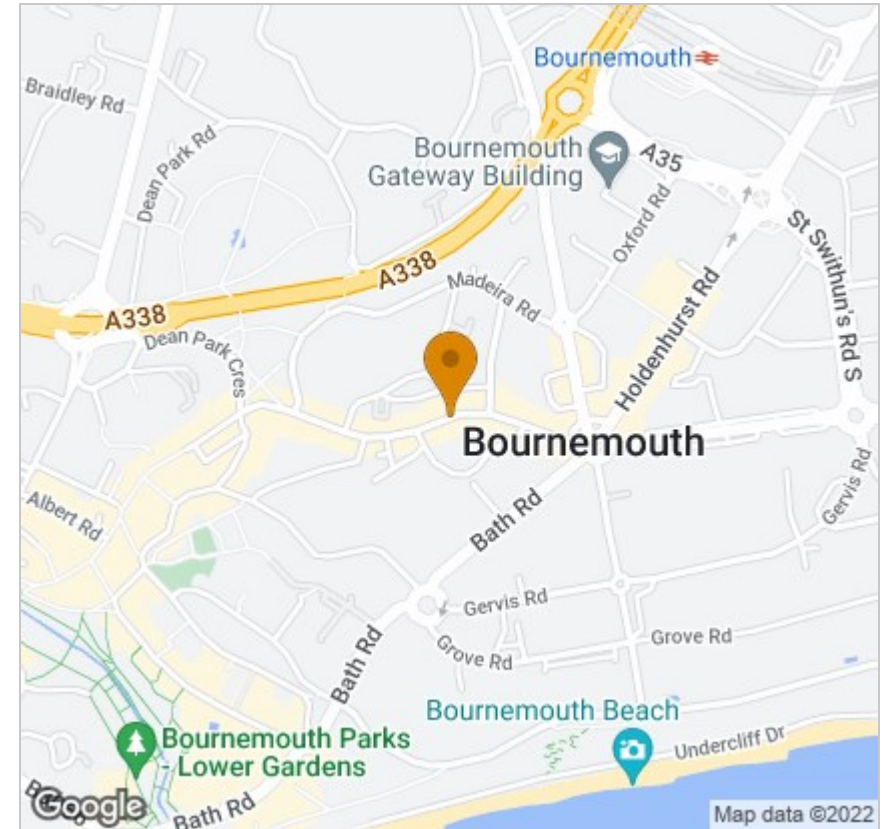 Bournemouth
Braidley Rd
Dean Park Rd
Bournemouth
Gateway Building
A35
Oxford Rd
St Swithun's Rd S
A338
Madeira Rd
A338
Holdenhurst Rd
Dean Park Cres
Bournemouth
Gervis Rd
Albert Rd
Bath Rd
Gervis Rd
Grove Rd
Grove Rd
Bath Rd
Bournemouth Beach
Undercliff Dr
Bournemouth Parks
- Lower Gardens
Google
Bath Rd
Map data ©2022